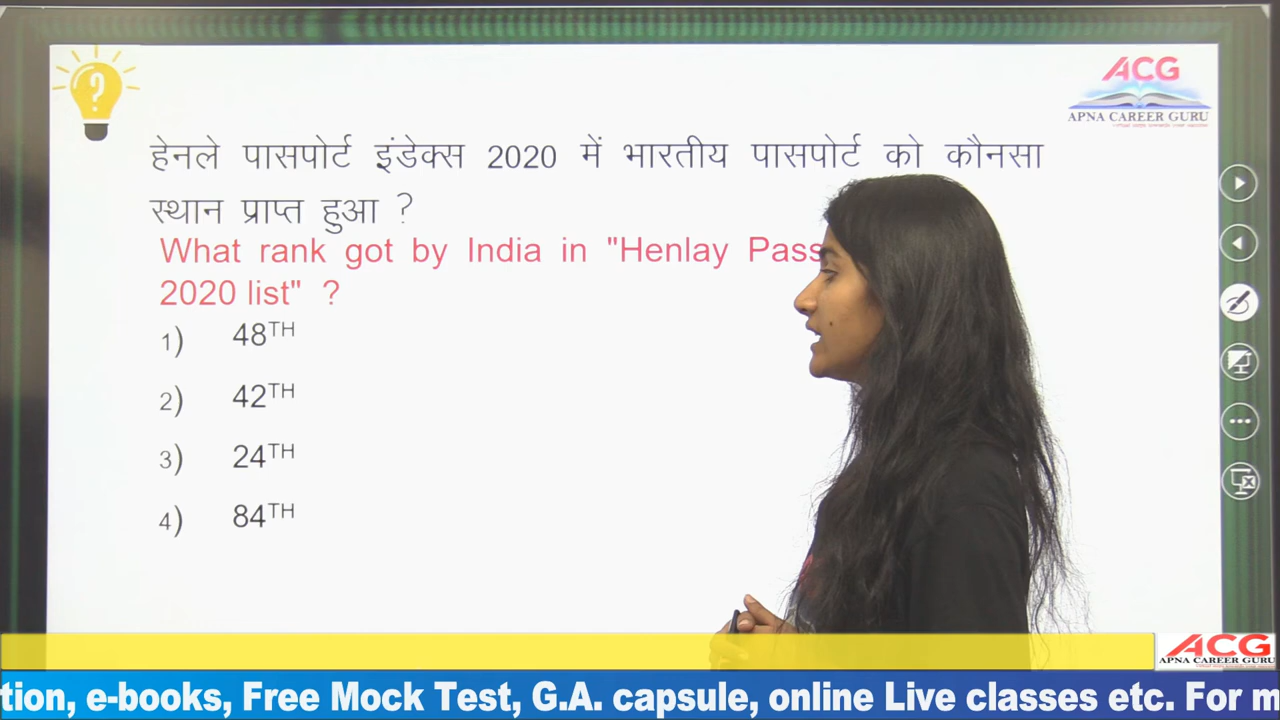 ACG
APNA CAREER GURU
हेनले पासपोर्ट इंडेक्स 2020 में भारतीय पासपोर्ट को कौनसा
स्थान प्राप्त हुआ ?
What rank got by India in "Henlay
2020 list" ?
1) 48TH
2) 42TH
3) 24TH
4) 84TH
ACG
APNA CAREER GURU
tion, e-books, Free Mock Test, G.A. capsule, online Live classes etc. For